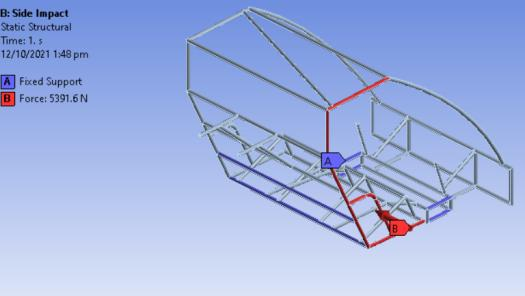 B: Side Impact
Static Structural
Time: 1. s
12/10/2021 1:48 pm
A Fixed Support
B Force: 5391.6 N
A
B